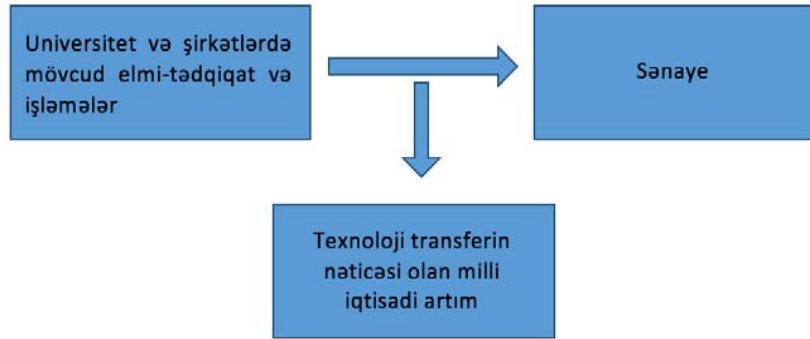 Universitet və şirkətlərdə
mövcud elmi-tədqiqat və
işləmələr
Sənaye
Texnoloji transferin
nəticəsi olan milli
iqtisadi artım